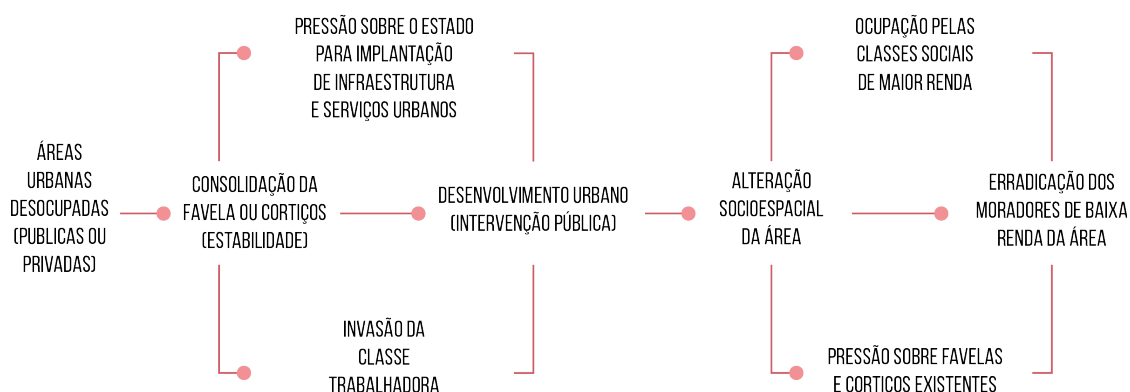 ÁREAS
URBANAS
DESOCUPADAS
(PUBLICAS OU
PRIVADAS)
CONSOLIDAÇÃO DA
FAVELA OU CORTIÇOS
(ESTABILIDADE)
PRESSÃO SOBRE O ESTADO
PARA IMPLANTAÇÃO
DE INFRAESTRUTURA
E SERVIÇOS URBANOS
INVASÃO DA
CLASSE
TRABALHADORA
DESENVOLVIMENTO URBANO
(INTERVENÇÃO PÚBLICA)
ALTERAÇÃO
SOCIOESPACIAL
DA ÁREA
OCUPAÇÃO PELAS
CLASSES SOCIAIS
DE MAIOR RENDA
PRESSÃO SOBRE FAVELAS
E CORTIÇOS EXISTENTES
ERRADICAÇÃO DOS
MORADORES DE BAIXA
RENDA DA ÁREA